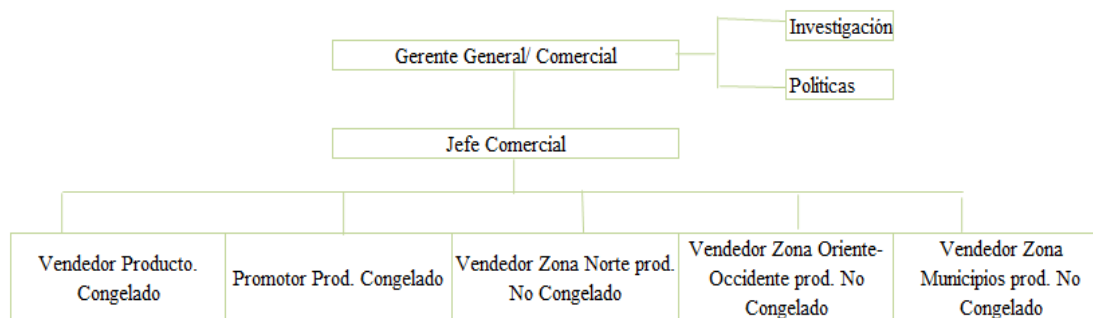 Investigación
Gerente General/ Comercial
Politicas
Jefe Comercial
Vendedor Producto.
Congelado
Promotor Prod. Congelado
Vendedor Zona Norte prod.
No Congelado
Vendedor Zona Oriente-
Occidente prod. No
Congelado
Vendedor Zona
Municipios prod. No
Congelado